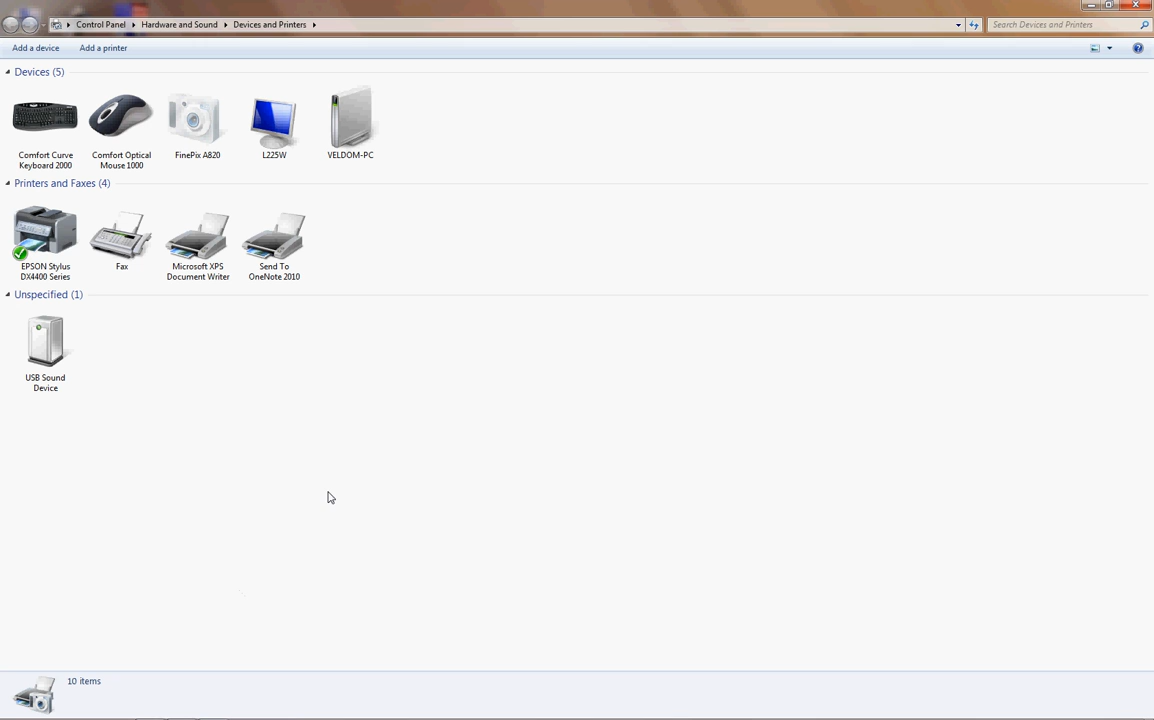 Control Panel Hardware and Sound Devices and Printers Search Devices and Printers
Add a device Add a printer
Devices (5)
Comfort Curve
Keyboard 2000
Comfort Optical
Mouse 1000
FinePix A820
L225W
VELDOM-PC
Printers and Faxes (4)
EPSON Stylus
DX4400 Series
Fax
Microsoft XPS
Document Writer
Send To
OneNote 2010
Unspecified (1)
USB Sound
Device
10 items